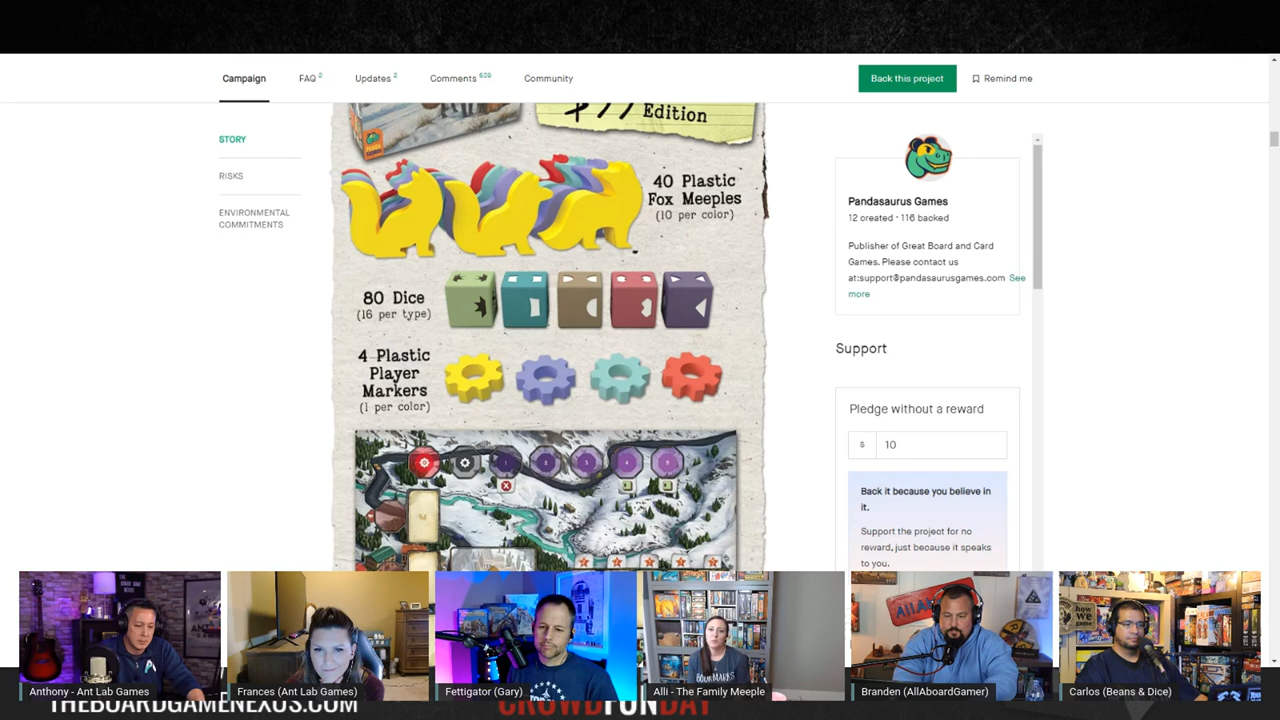 Campaign
FAQ 2
Updates 2
Comments 639
Community
Back this project
Remind me
STORY
RISKS
ENVIRONMENTAL
COMMITMENTS
Edition
40 Plastic
Fox Meeples
(10 per color)
80 Dice
(16 per type)
4 Plastic
Player
Markers
(1 per color)
Pandasaurus Games
12 created · 116 backed
Publisher of Great Board and Card
Games. Please contact us
at:support@pandasaurusgames.com See
more
Support
Pledge without a reward
$ 10
Back it because you believe in
it.
Support the project for no
reward, just because it speaks
to you.
Anthony - Ant Lab Games
Frances (Ant Lab Games)
Fettigator (Gary)
Alli - The Family Meeple
Branden (AllAboardGamer)
Carlos (Beans & Dice)
THEBOARDGAMENEXUS.COM
CROWDFUNDAY